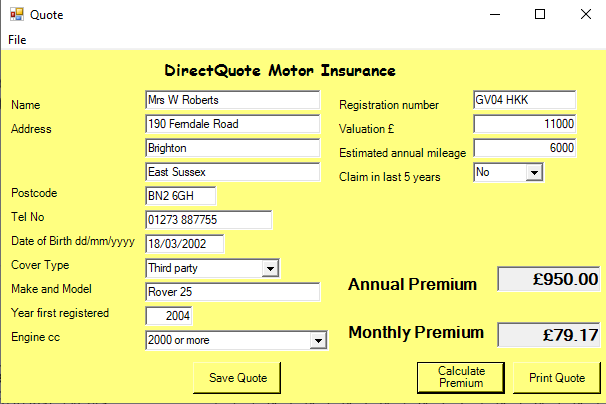 Quote
File
DirectQuote Motor Insurance
Name Mrs W Roberts
Address 190 Ferndale Road
Brighton
East Sussex
Postcode BN2 6GH
Tel No 01273 887755
Date of Birth dd/mm/yyyy 18/03/2002
Cover Type Third party
Make and Model Rover 25
Year first registered 2004
Engine cc 2000 or more
Registration number GV04 HKK
Valuation £ 11000
Estimated annual mileage 6000
Claim in last 5 years No
Annual Premium £950.00
Monthly Premium £79.17
Save Quote
Calculate
Premium
Print Quote